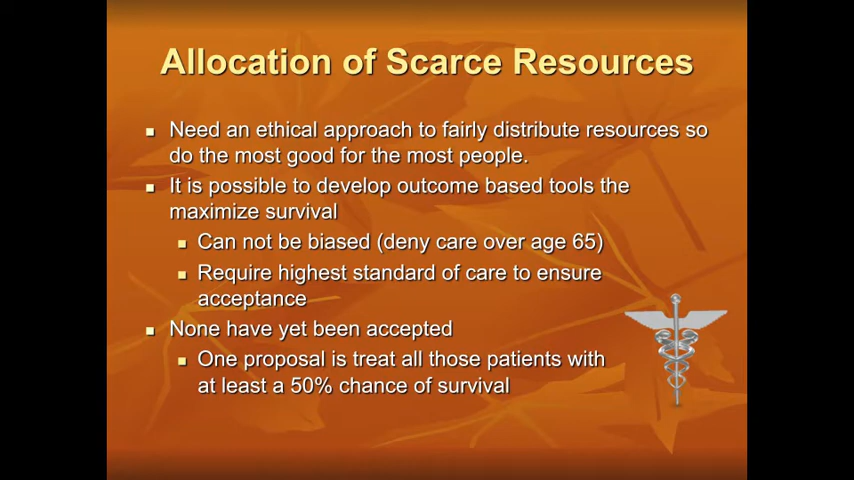 Allocation of Scarce Resources
Need an ethical approach to fairly distribute resources so
do the most good for the most people.
It is possible to develop outcome based tools the
maximize survival
Can not be biased (deny care over age 65)
Require highest standard of care to ensure
acceptance
None have yet been accepted
One proposal is treat all those patients with
at least a 50% chance of survival